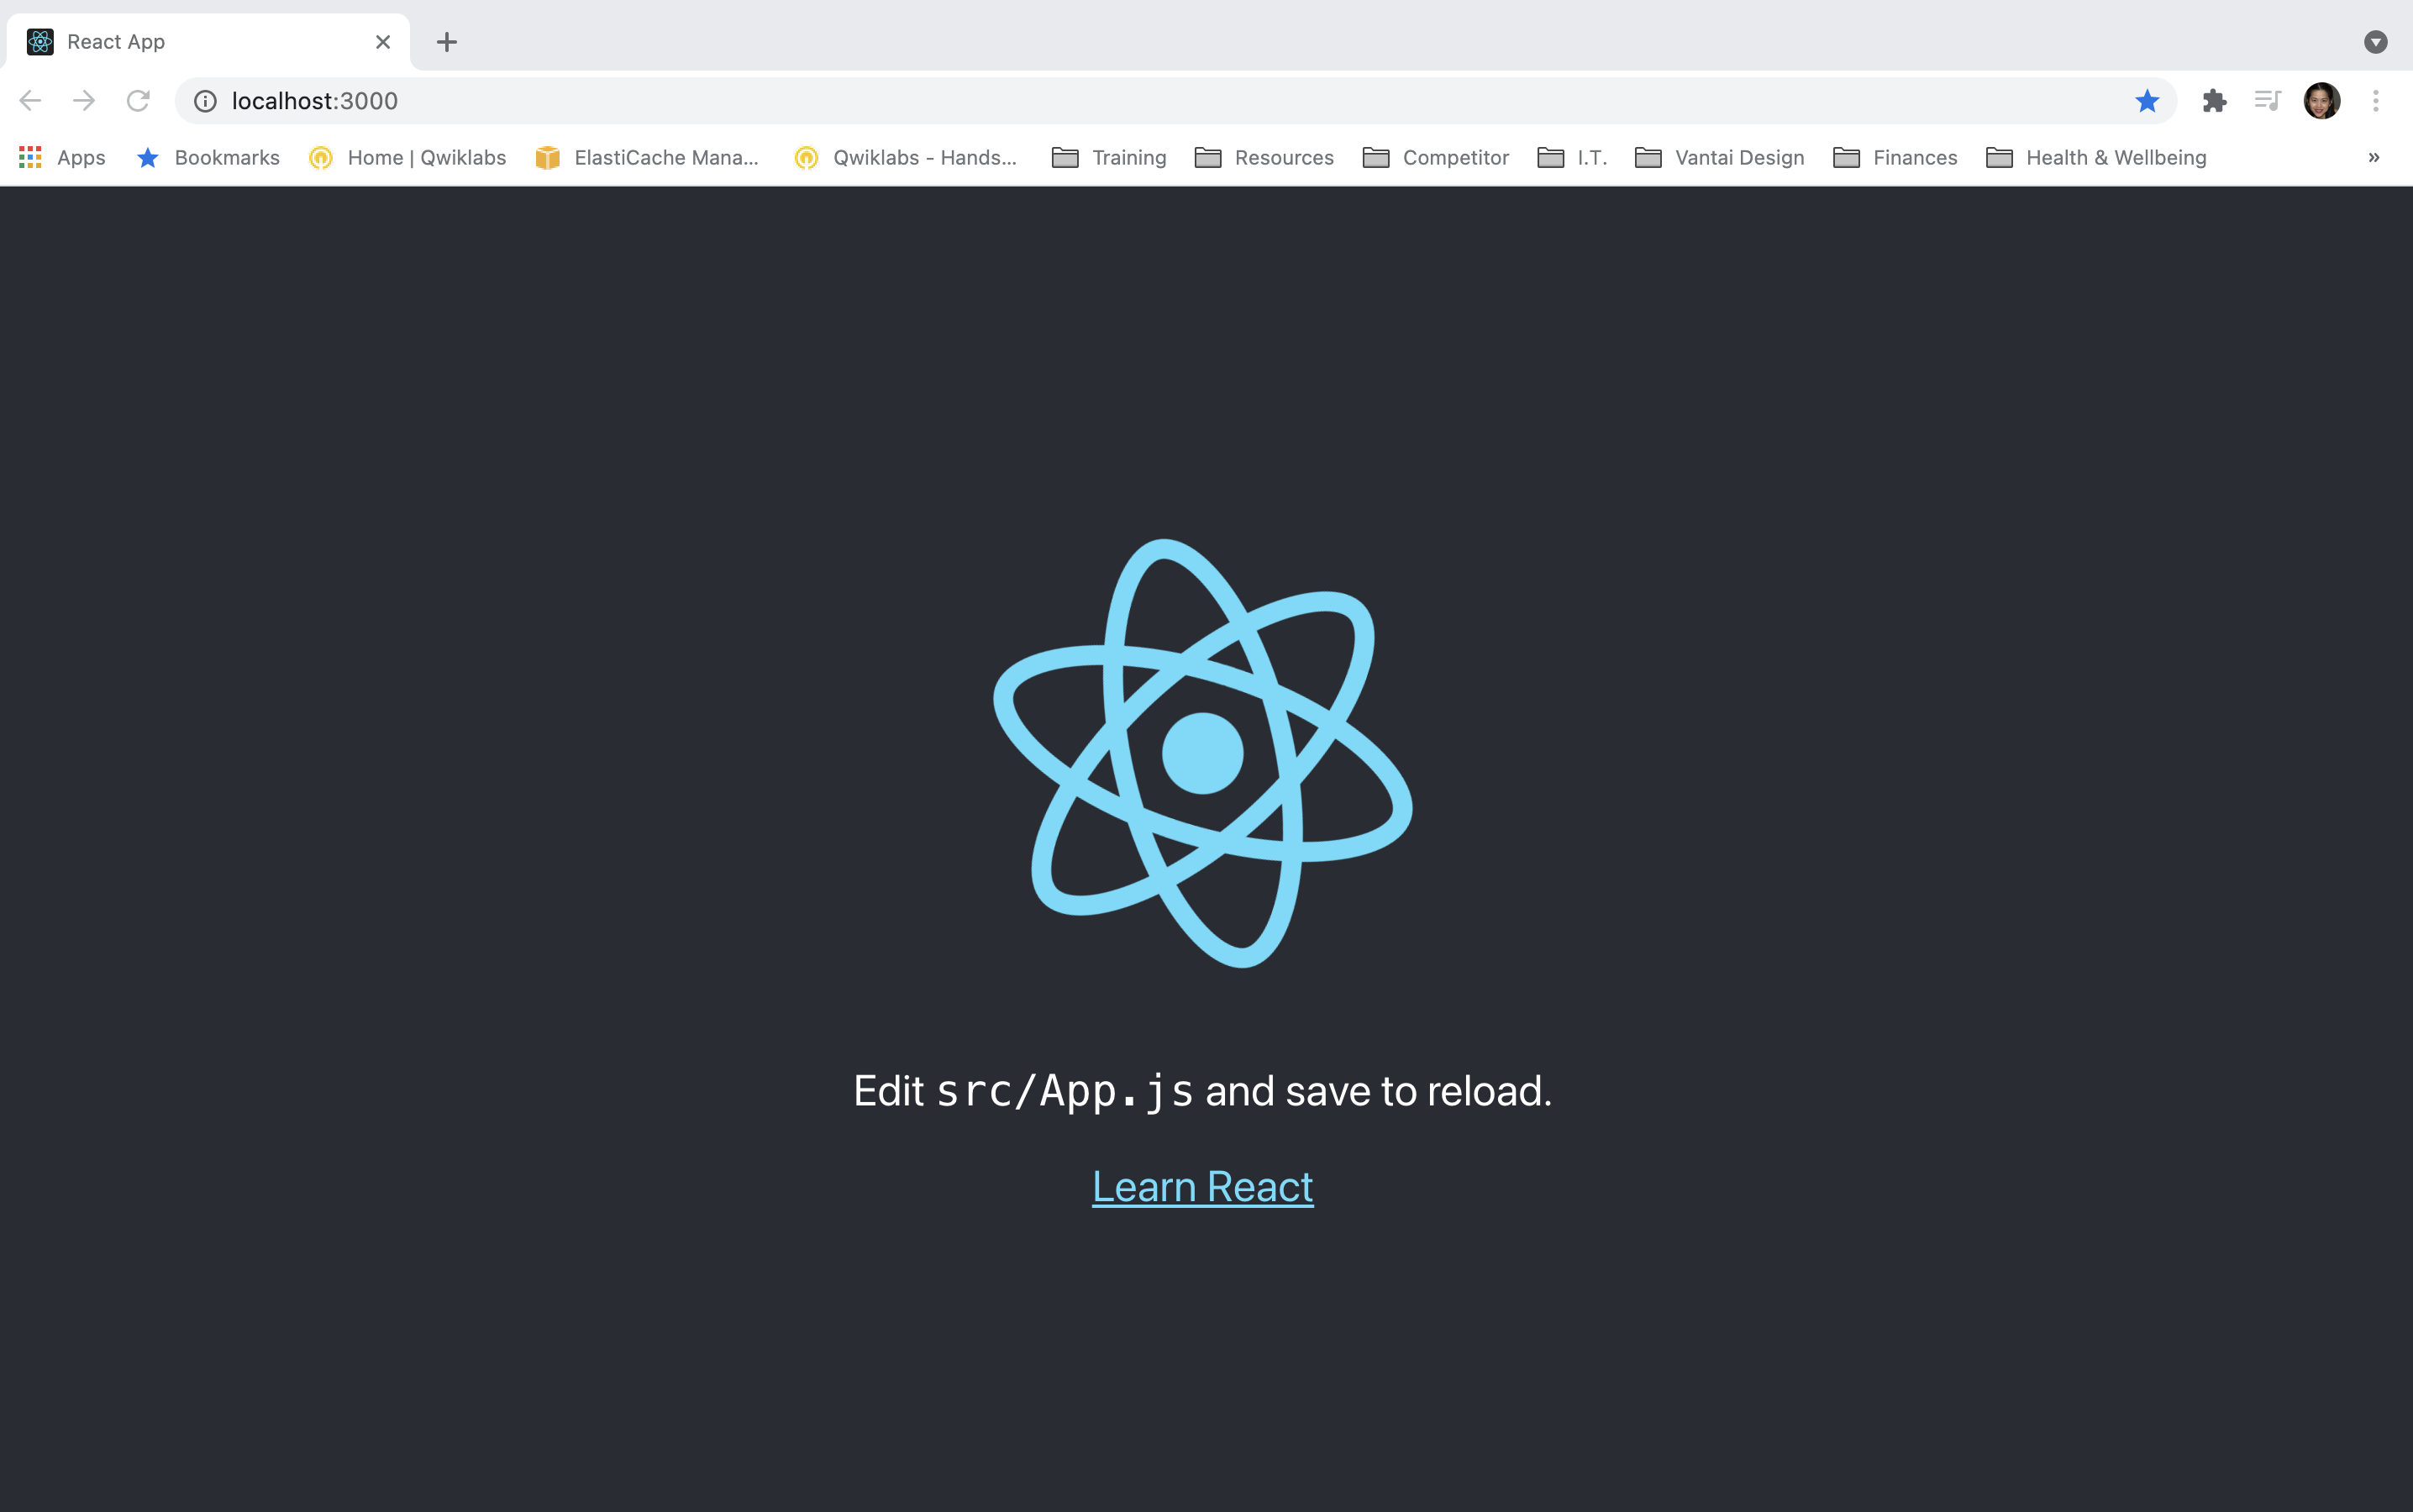 React App
localhost:3000
Apps Bookmarks Home | Qwiklabs ElastiCache Mana... Qwiklabs - Hands... Training Resources Competitor I.T. Vantai Design Finances Health & Wellbeing »
Edit src/App.js and save to reload.
Learn React